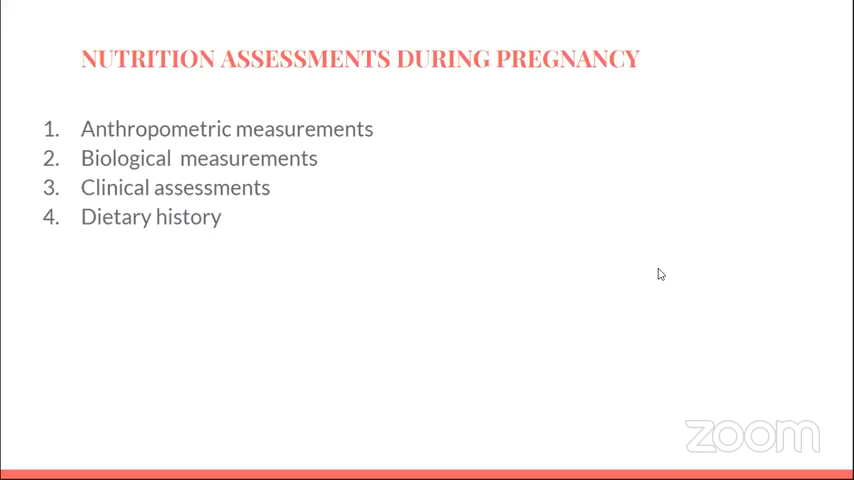 NUTRITION ASSESSMENTS DURING PREGNANCY
1. Anthropometric measurements
2. Biological measurements
3. Clinical assessments
4. Dietary history
zoom